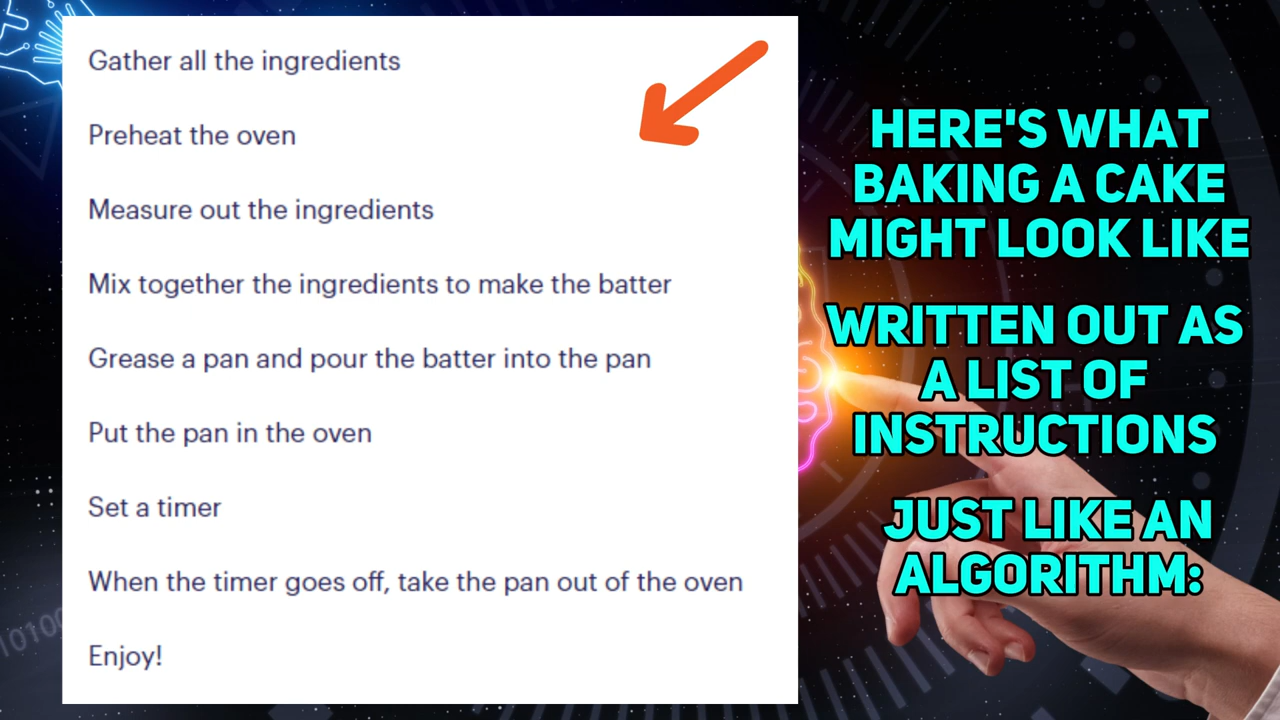 Gather all the ingredients
Preheat the oven
Measure out the ingredients
Mix together the ingredients to make the batter
Grease a pan and pour the batter into the pan
Put the pan in the oven
Set a timer
When the timer goes off, take the pan out of the oven
Enjoy!
HERE'S WHAT
BAKING A CAKE
MIGHT LOOK LIKE
WRITTEN OUT AS
A LIST OF
INSTRUCTIONS
JUST LIKE AN
ALGORITHM: